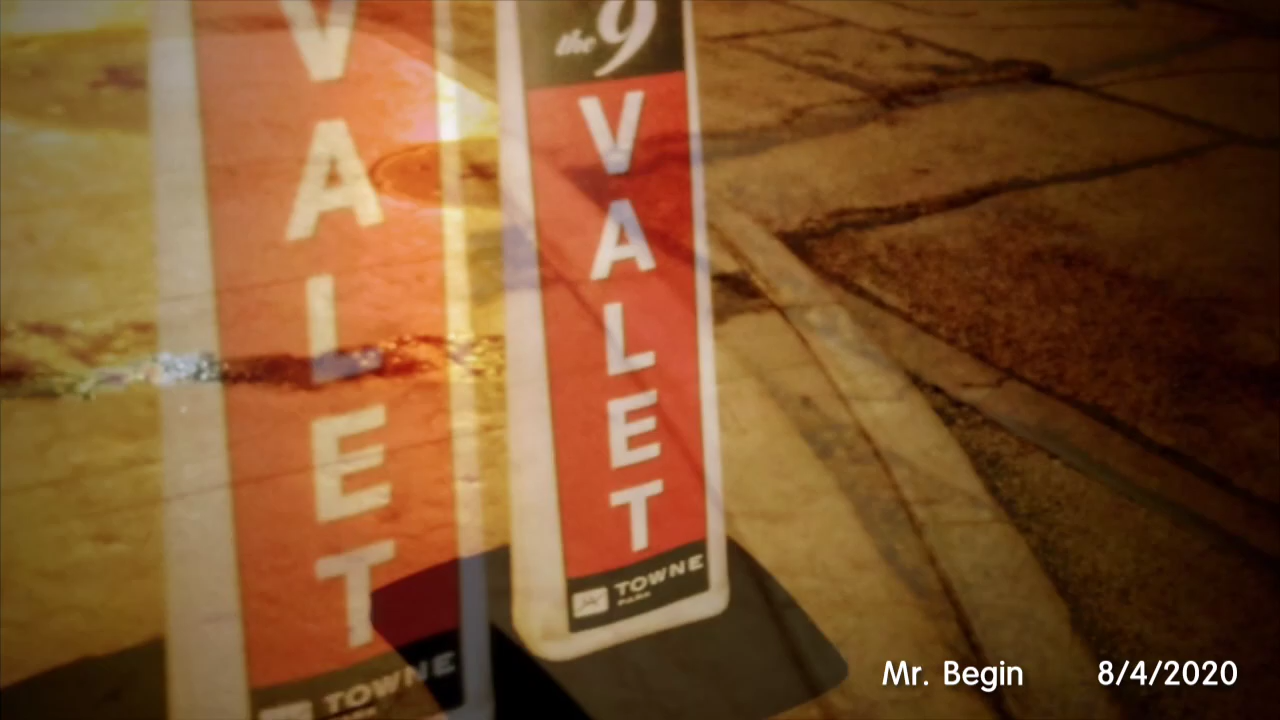 the 9
VALET
TOWNE
PARK
VALET
TOWNE
Mr. Begin 8/4/2020